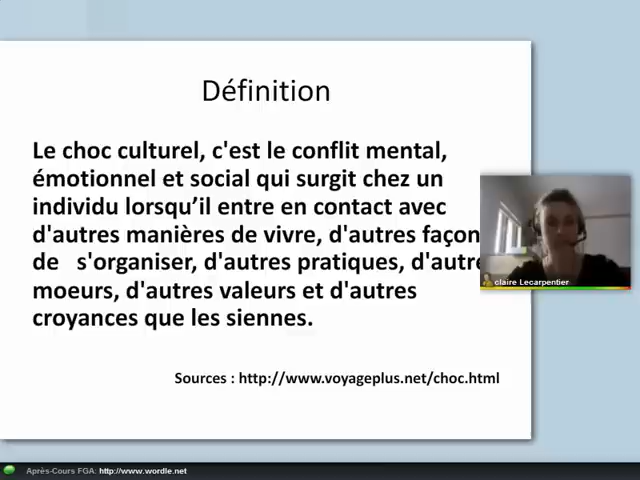 Définition
Le choc culturel, c'est le conflit mental,
émotionnel et social qui surgit chez un
individu lorsqu'il entre en contact avec
d'autres manières de vivre, d'autres façon
de s'organiser, d'autres pratiques, d'autre
moeurs, d'autres valeurs et d'autres
croyances que les siennes.
Sources : http://www.voyageplus.net/choc.html
claire Lecarpentier
Après-Cours FGA: http://www.wordle.net